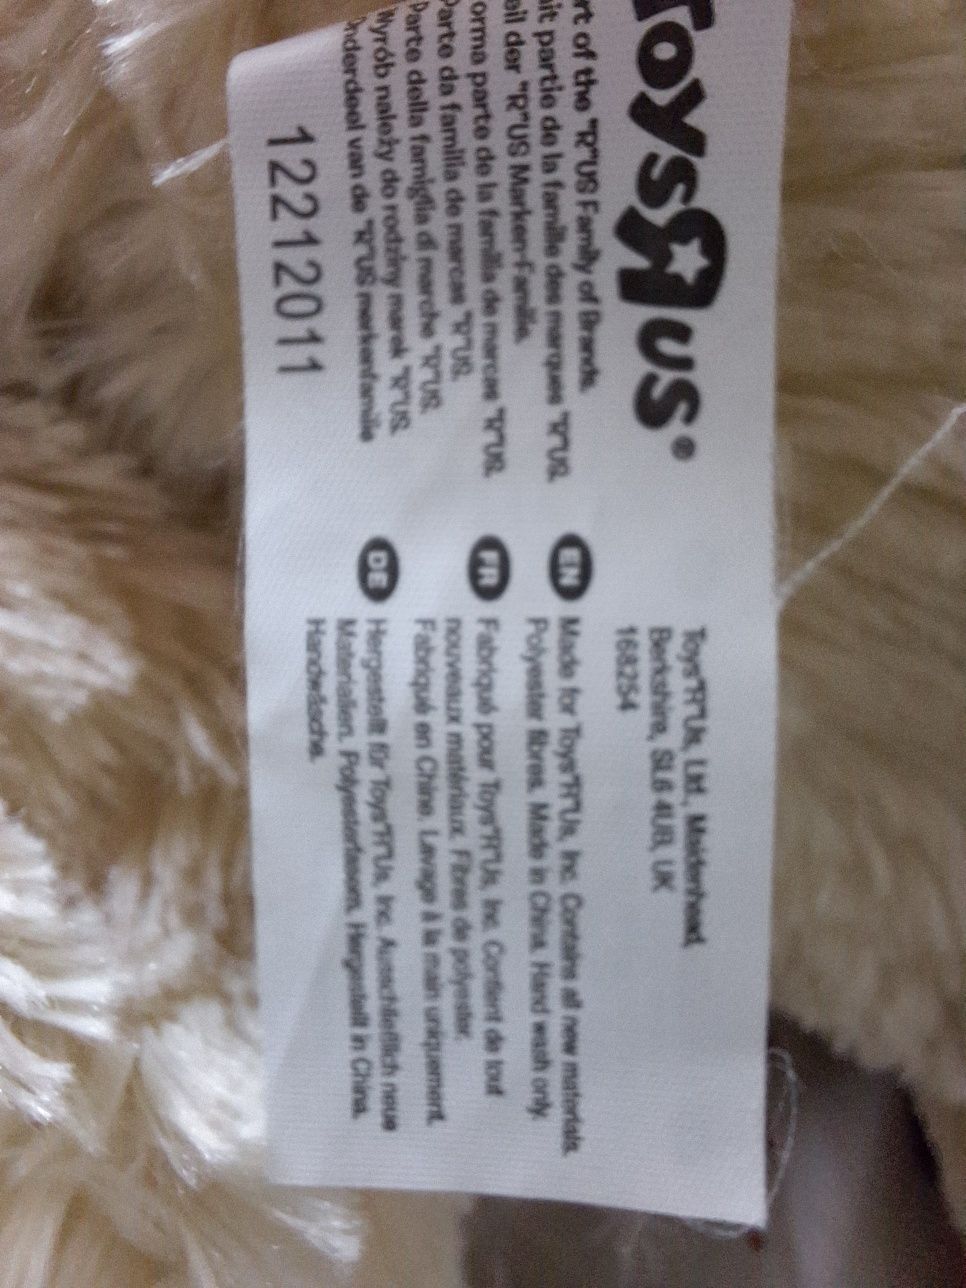 ToysЯUS®
rt of the "R"US Family of Brands.
ait partie de la famille des marques "R"US.
eil der "R"US Marken-Familie.
orma parte de la familia de marcas "R"US.
Parte da família de marcas "R"US.
Parte della famiglia di marche "R"US.
Wyrób należy do rodziny marek "R"US.
Onderdeel van de "R"US merkenfamilie
12212011
Toys"R"Us, Ltd., Maidenhead,
Berkshire, SL6 4UB, UK
168254
EN Made for Toys"R"Us, Inc. Contains all new materials.
Polyester fibres. Made in China. Hand wash only.
FR Fabriqué pour Toys"R"Us, Inc. Contient de tout
nouveaux matériaux. Fibres de polyester.
Fabriqué en Chine. Lavage à la main uniquement.
DE Hergestellt für Toys"R"Us, Inc. Ausschließlich neue
Materialien. Polyesterfasern. Hergestellt in China.
Handwäsche.